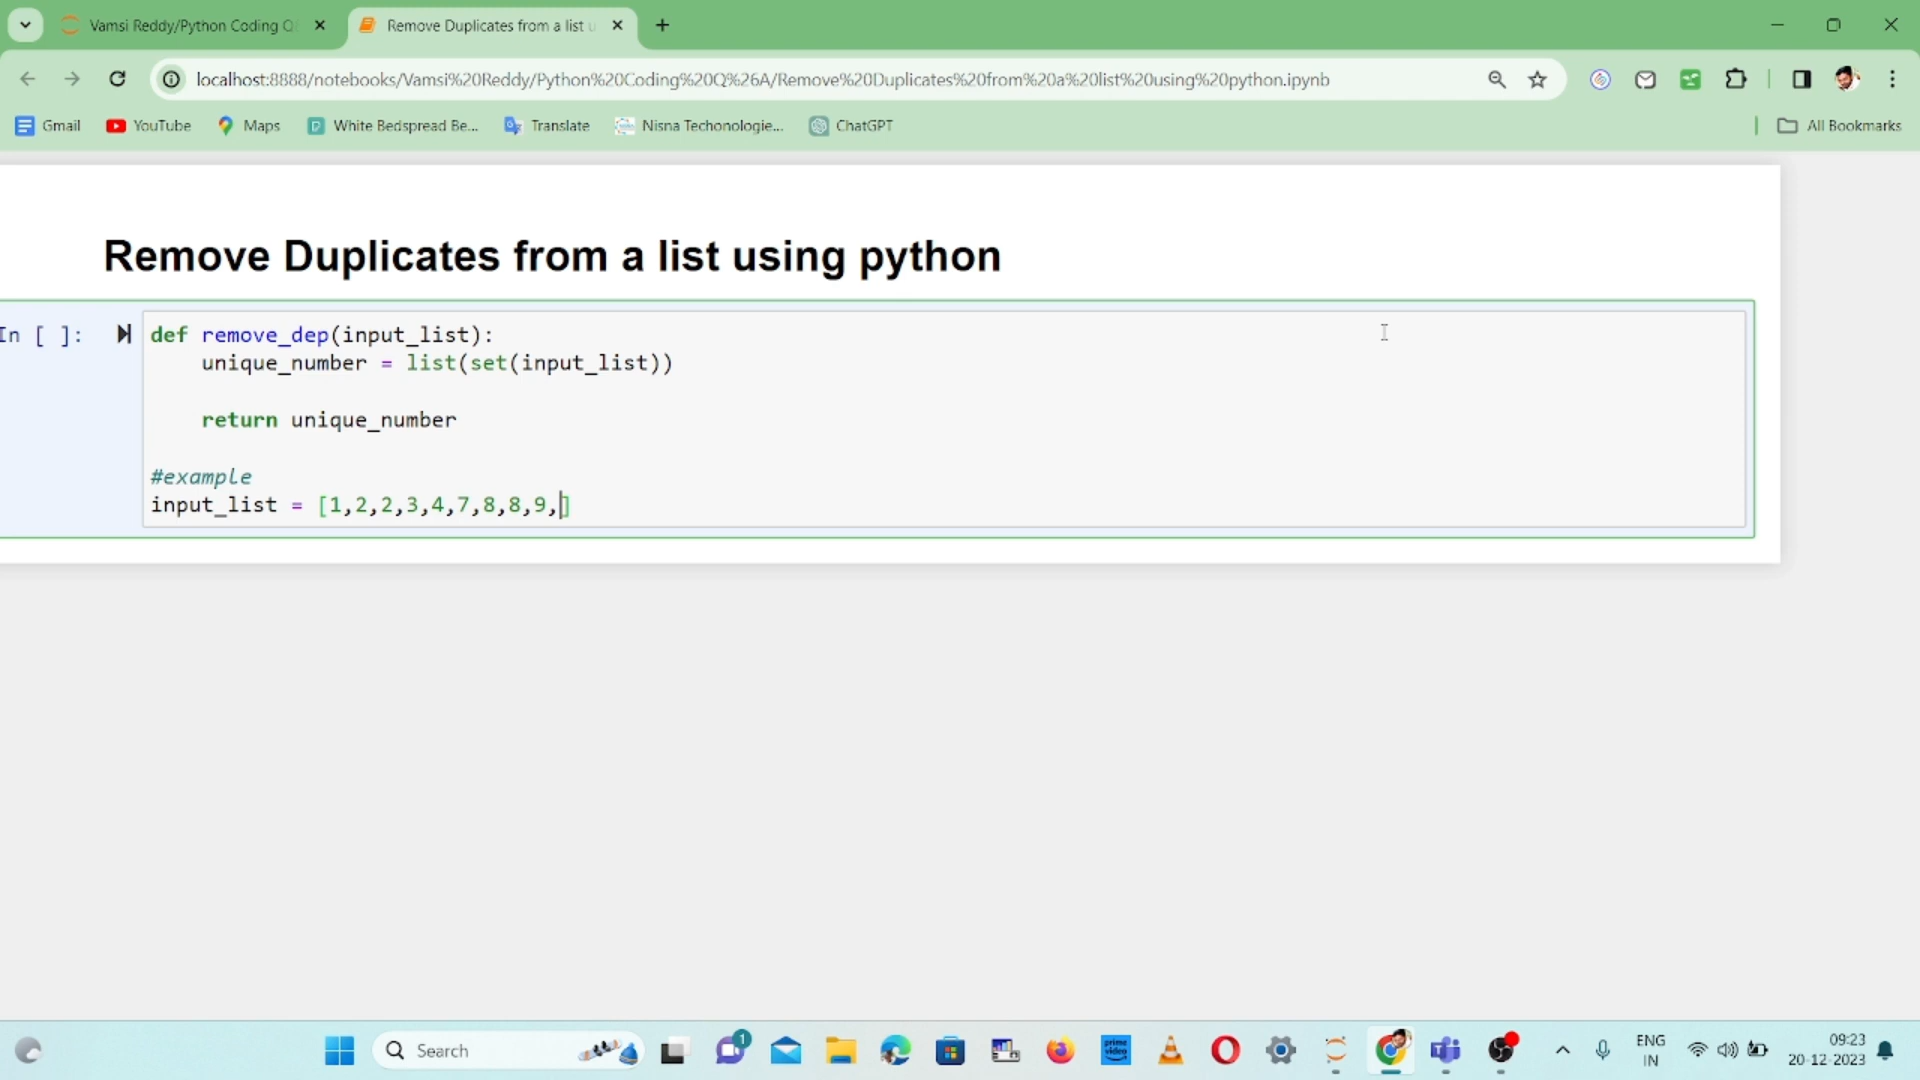 Vamsi Reddy/Python Coding Q
Remove Duplicates from a list u
localhost:8888/notebooks/Vamsi%20Reddy/Python%20Coding%20Q%26A/Remove%20Duplicates%20from%20a%20list%20using%20python.ipynb
Gmail YouTube Maps White Bedspread Be... Translate Nisna Techonologie... ChatGPT All Bookmarks
Remove Duplicates from a list using python
In [ ]:
def remove_dep(input_list):
unique_number = list(set(input_list))
return unique_number
#example
input_list = [1,2,2,3,4,7,8,8,9,]
Search
1
prime video
ENG
IN
09:23
20-12-2023